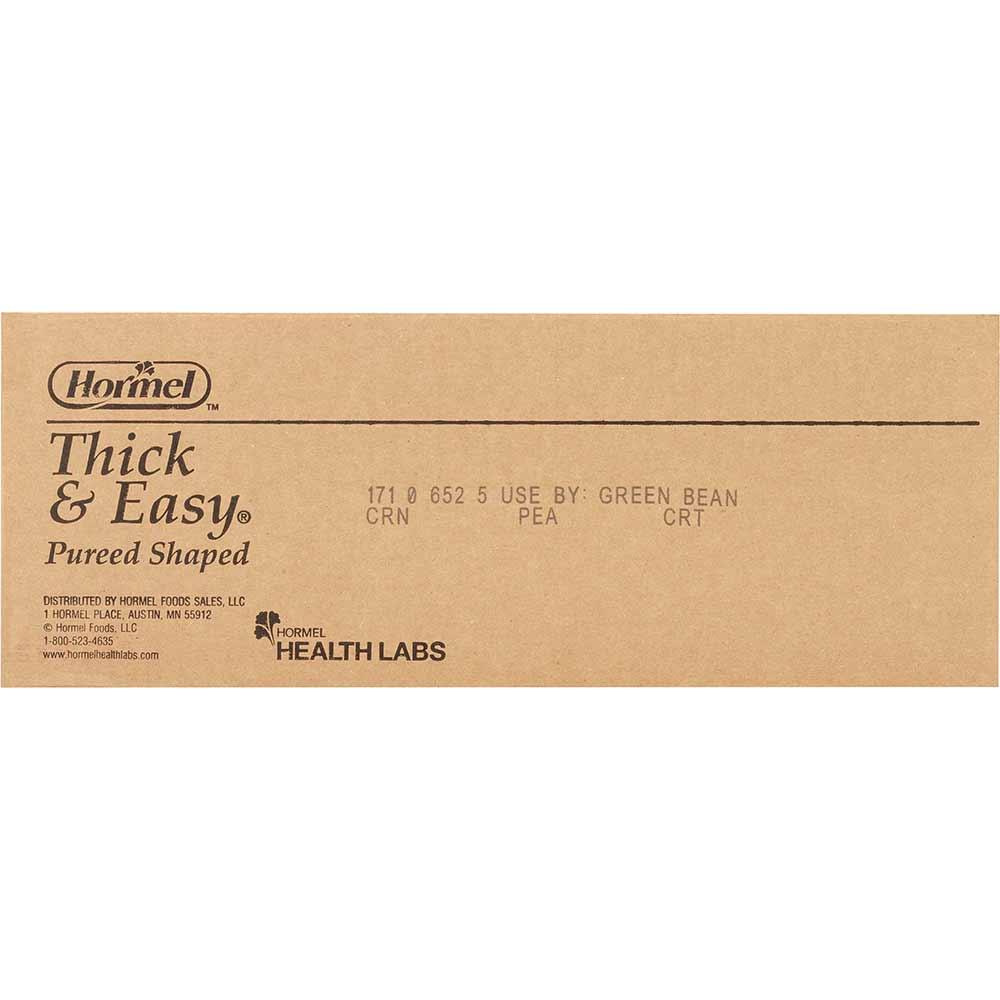 Hormel TM
Thick
& Easy®
Pureed Shaped
171 0 652 5 USE BY: GREEN BEAN
CRN PEA CRT
DISTRIBUTED BY HORMEL FOODS SALES, LLC
1 HORMEL PLACE, AUSTIN, MN 55912
© Hormel Foods, LLC
1-800-523-4635
www.hormelhealthlabs.com
HORMEL
HEALTH LABS